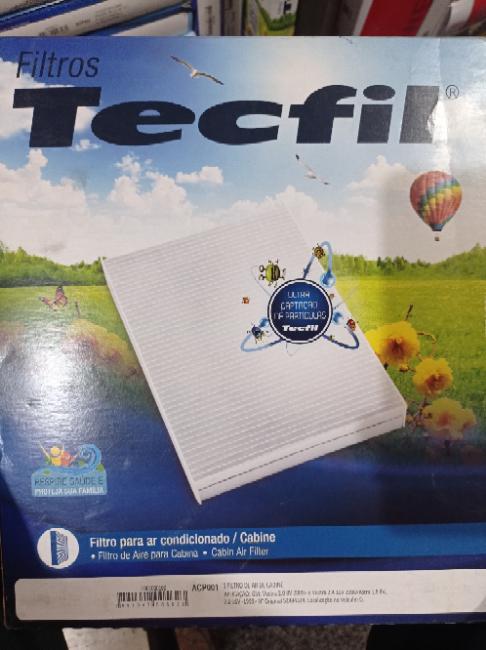 Filtros
Tecfil®
ULTRA
CAPTAÇÃO
DE PARTÍCULAS
Tecfil
RESPIRE SAÚDE E
PROTEJA SUA FAMÍLIA
Filtro para ar condicionado / Cabine
• Filtro de Aire para Cabina • Cabin Air Filter
ACP001